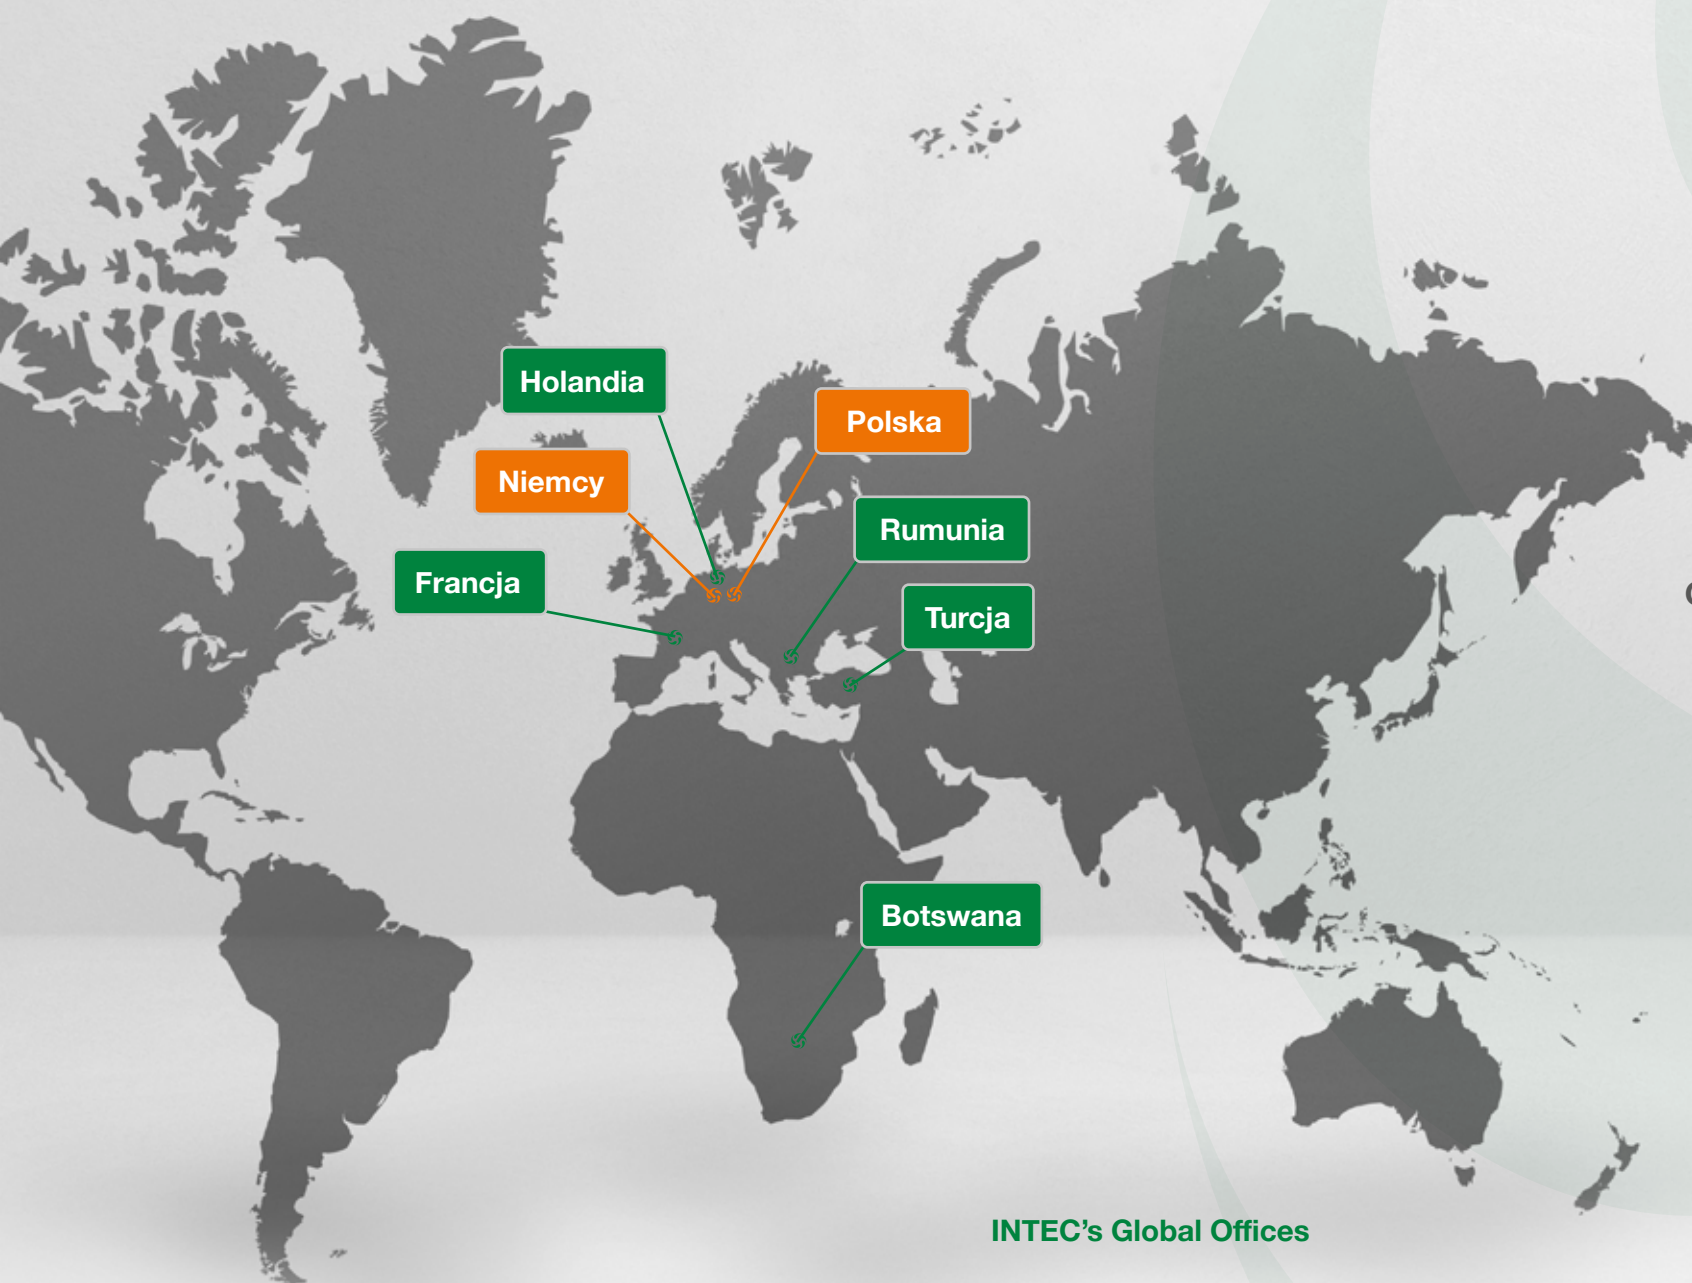 Holandia
Polska
Niemcy
Rumunia
Francja
Turcja
Botswana
INTEC’s Global Offices